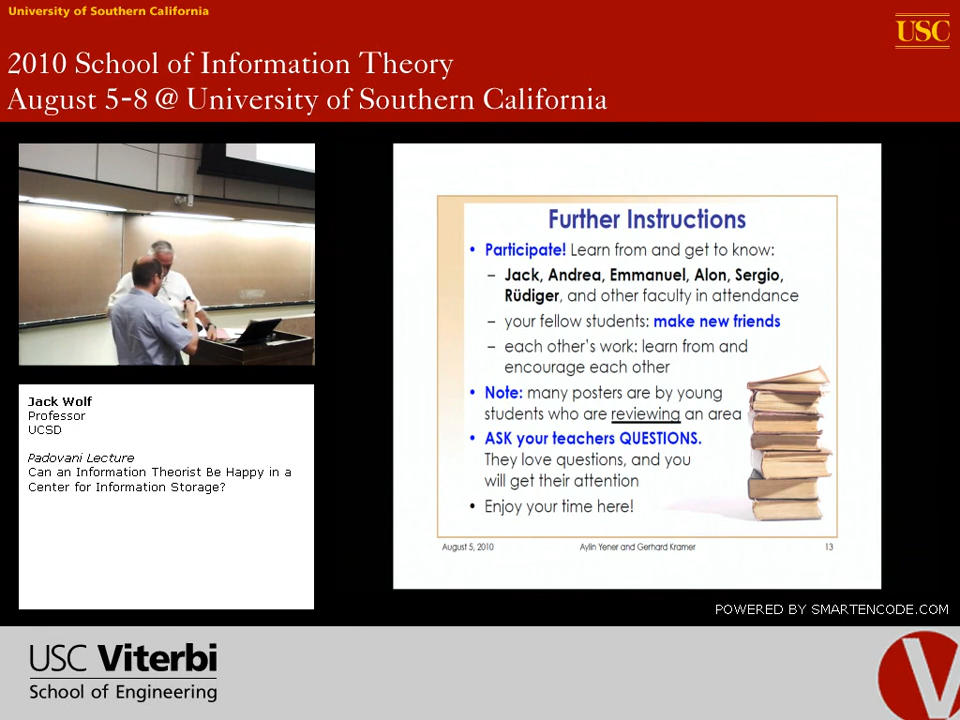 University of Southern California
USC
2010 School of Information Theory
August 5-8 @ University of Southern California
Further Instructions
• Participate! Learn from and get to know:
– Jack, Andrea, Emmanuel, Alon, Sergio,
Rüdiger, and other faculty in attendance
– your fellow students: make new friends
– each other's work: learn from and
encourage each other
• Note: many posters are by young
students who are reviewing an area
• ASK your teachers QUESTIONS.
They love questions, and you
will get their attention
• Enjoy your time here!
August 5, 2010 Aylin Yener and Gerhard Kramer 13
Jack Wolf
Professor
UCSD
Padovani Lecture
Can an Information Theorist Be Happy in a
Center for Information Storage?
POWERED BY SMARTENCODE.COM
USC Viterbi
School of Engineering
V